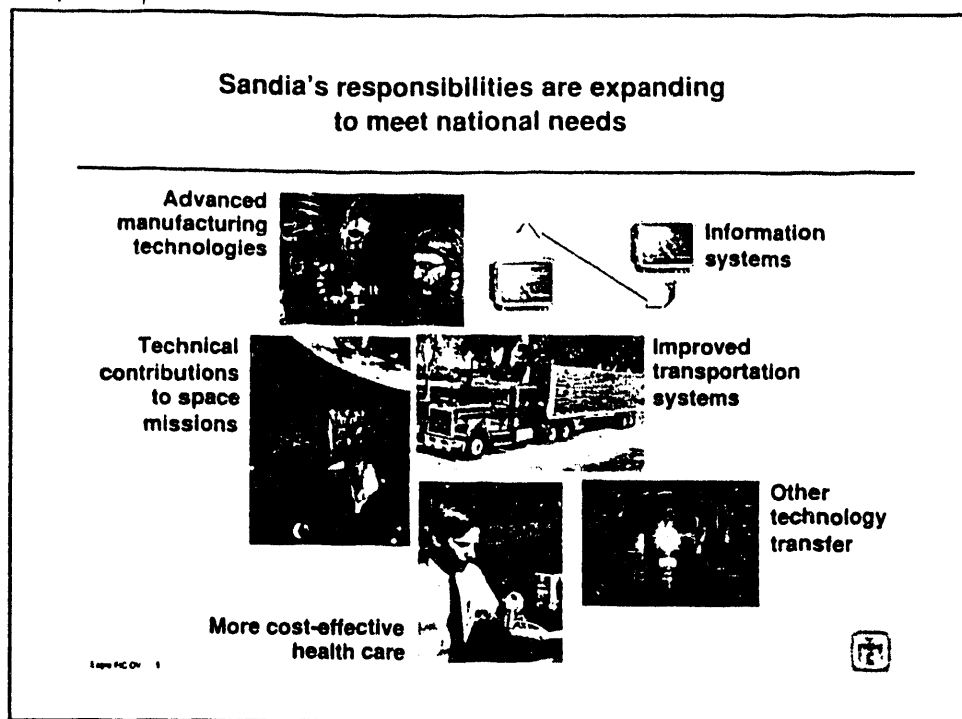 Sandia's responsibilities are expanding
to meet national needs
Advanced
manufacturing
technologies
Information
systems
Technical
contributions
to space
missions
Improved
transportation
systems
Other
technology
transfer
More cost-effective
health care